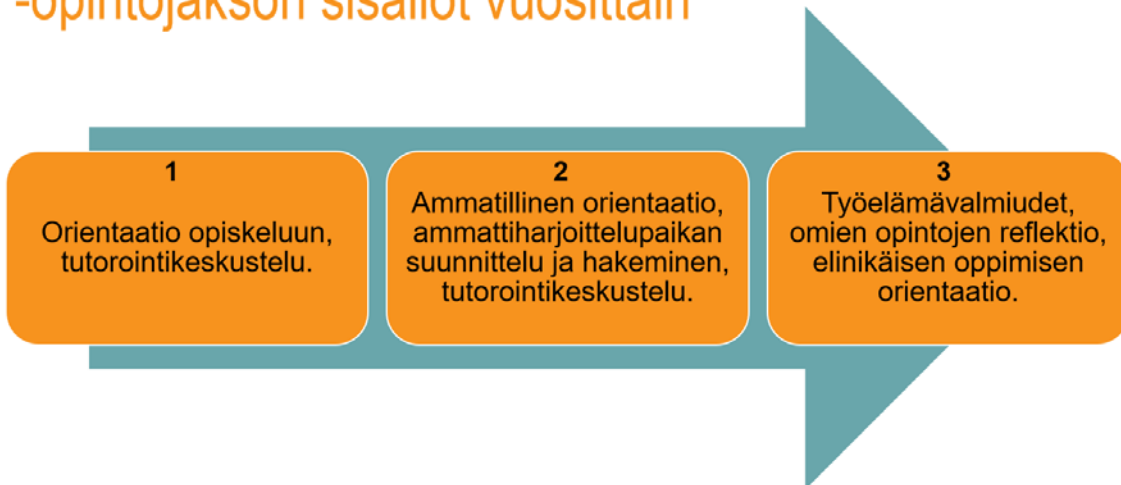 -opintojakson sisällöt vuosittain
1
Orientaatio opiskeluun,
tutorointikeskustelu.
2
Ammatillinen orientaatio,
ammattiharjoittelupaikan
suunnittelu ja hakeminen,
tutorointikeskustelu.
3
Työelämävalmiudet,
omien opintojen reflektio,
elinikäisen oppimisen
orientaatio.